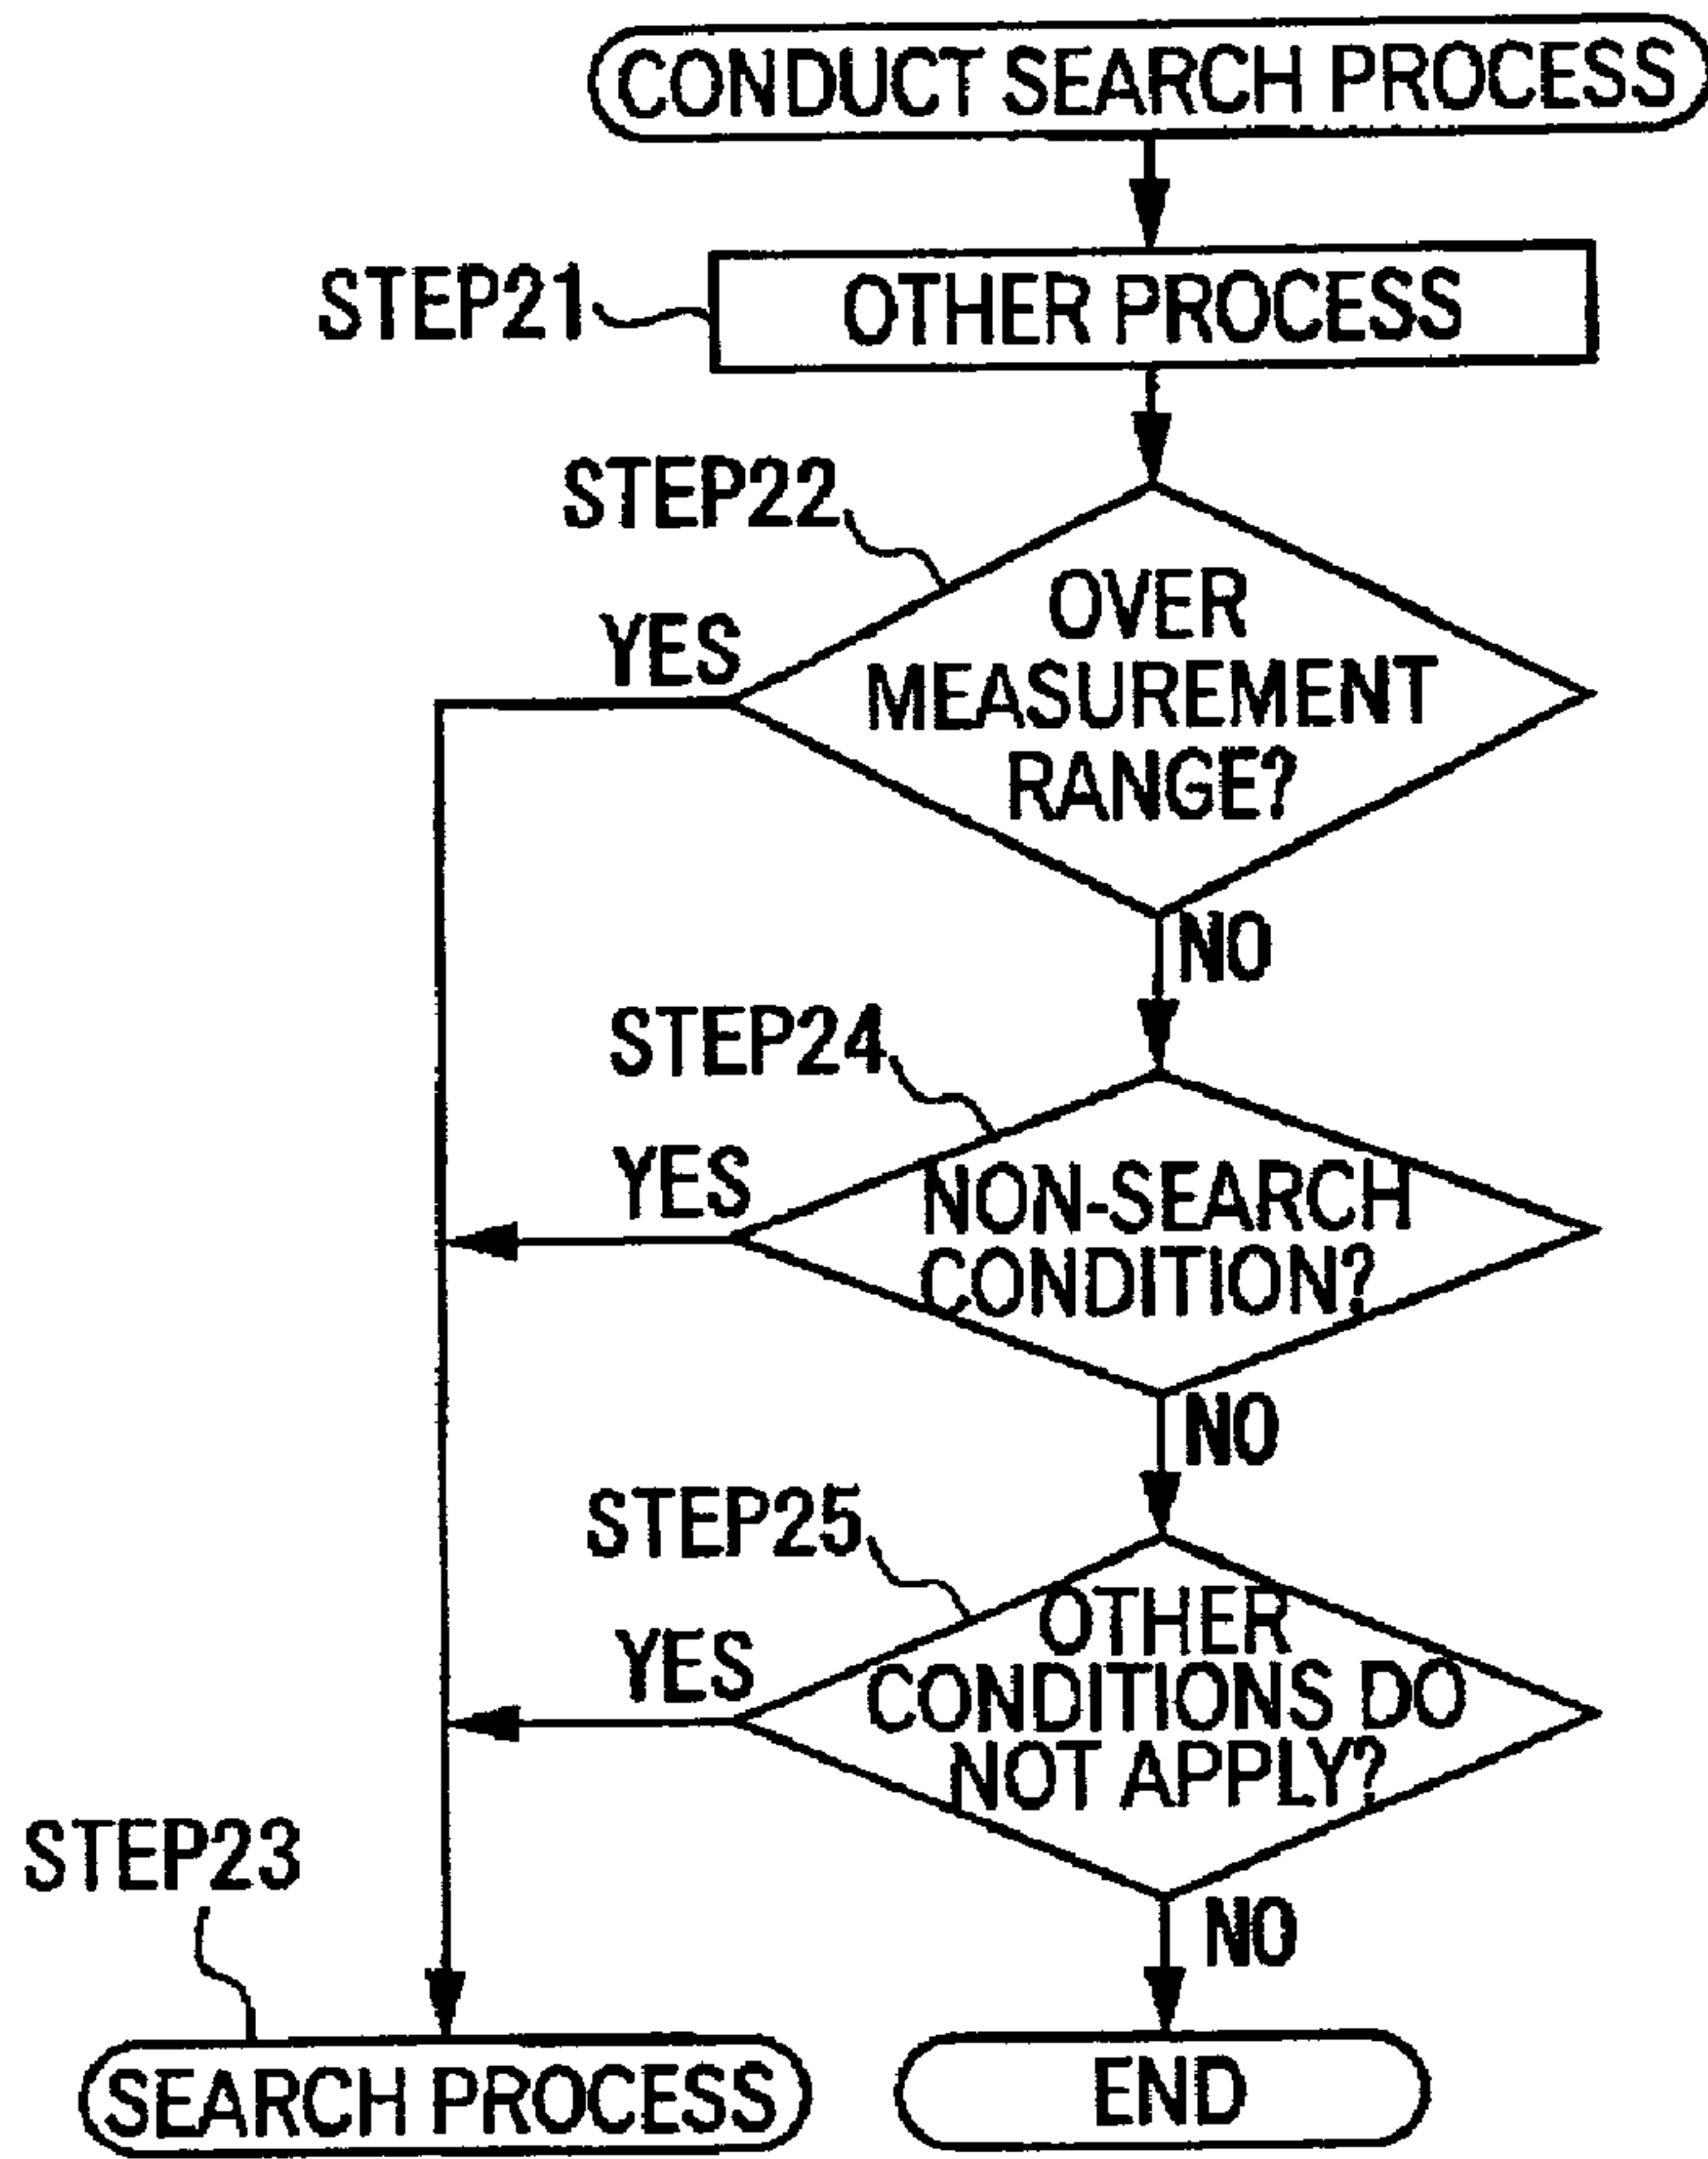 CONDUCT SEARCH PROCESS
STEP21
OTHER PROCESS
STEP22
YES
OVER
MEASUREMENT
RANGE?
NO
STEP24
YES
NON-SEARCH
CONDITION?
NO
STEP25
YES
OTHER
CONDITIONS DO
NOT APPLY?
NO
STEP23
SEARCH PROCESS
END